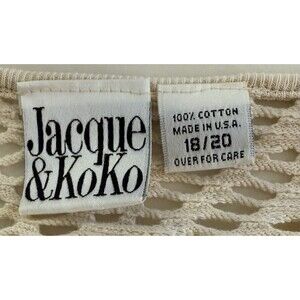 Jacque
&KoKo
100% COTTON
MADE IN U.S.A.
18/20
OVER FOR CARE